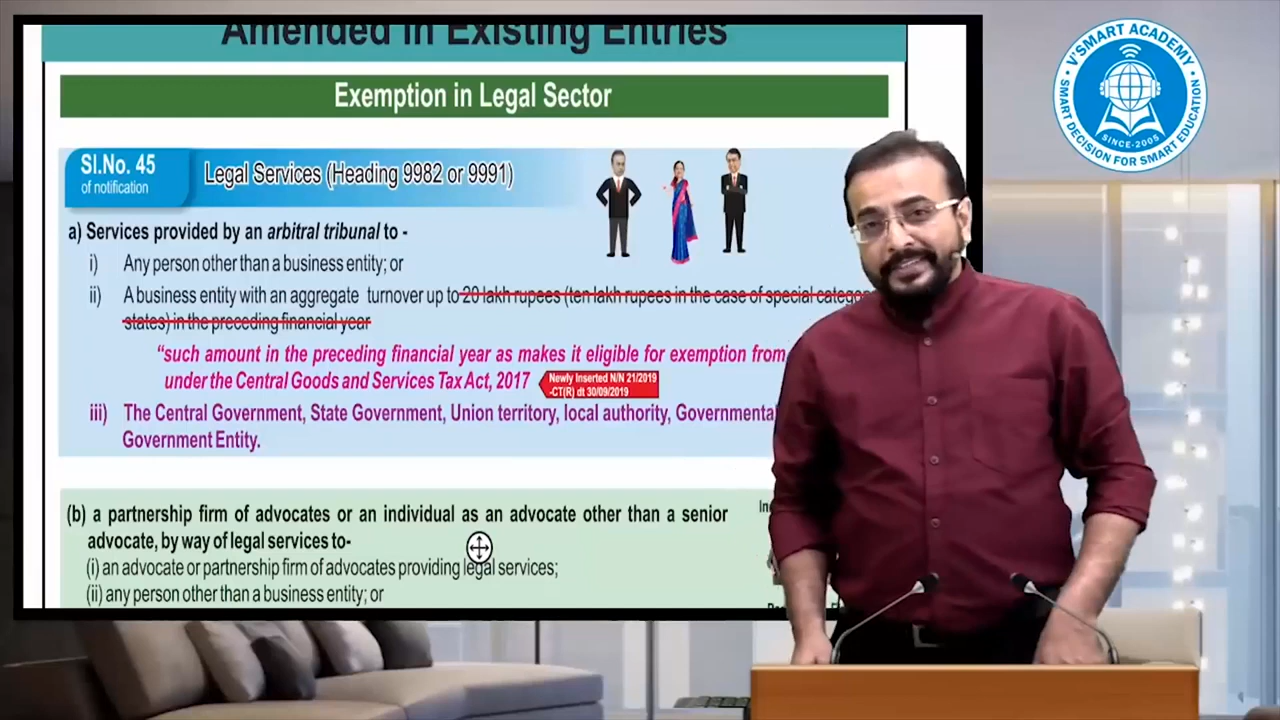 Amended in Existing Entries
Exemption in Legal Sector
Sl.No. 45
of notification
Legal Services (Heading 9982 or 9991)
a) Services provided by an arbitral tribunal to -
i) Any person other than a business entity; or
ii) A business entity with an aggregate turnover up to 20 lakh rupees (ten lakh rupees in the case of special
states) in the preceding financial year
“such amount in the preceding financial year as makes it eligible for exemption from
under the Central Goods and Services Tax Act, 2017
Newly Inserted N/N 21/2019
-CT(R) dt 30/09/2019
iii) The Central Government, State Government, Union territory, local authority,
Government Entity.
(b) a partnership firm of advocates or an individual as an advocate other than a senior
advocate, by way of legal services to-
(i) an advocate or partnership firm of advocates providing legal services;
(ii) any person other than a business entity; or
V'SMART ACADEMY
SINCE-2005
SMART DECISION FOR SMART EDUCATION